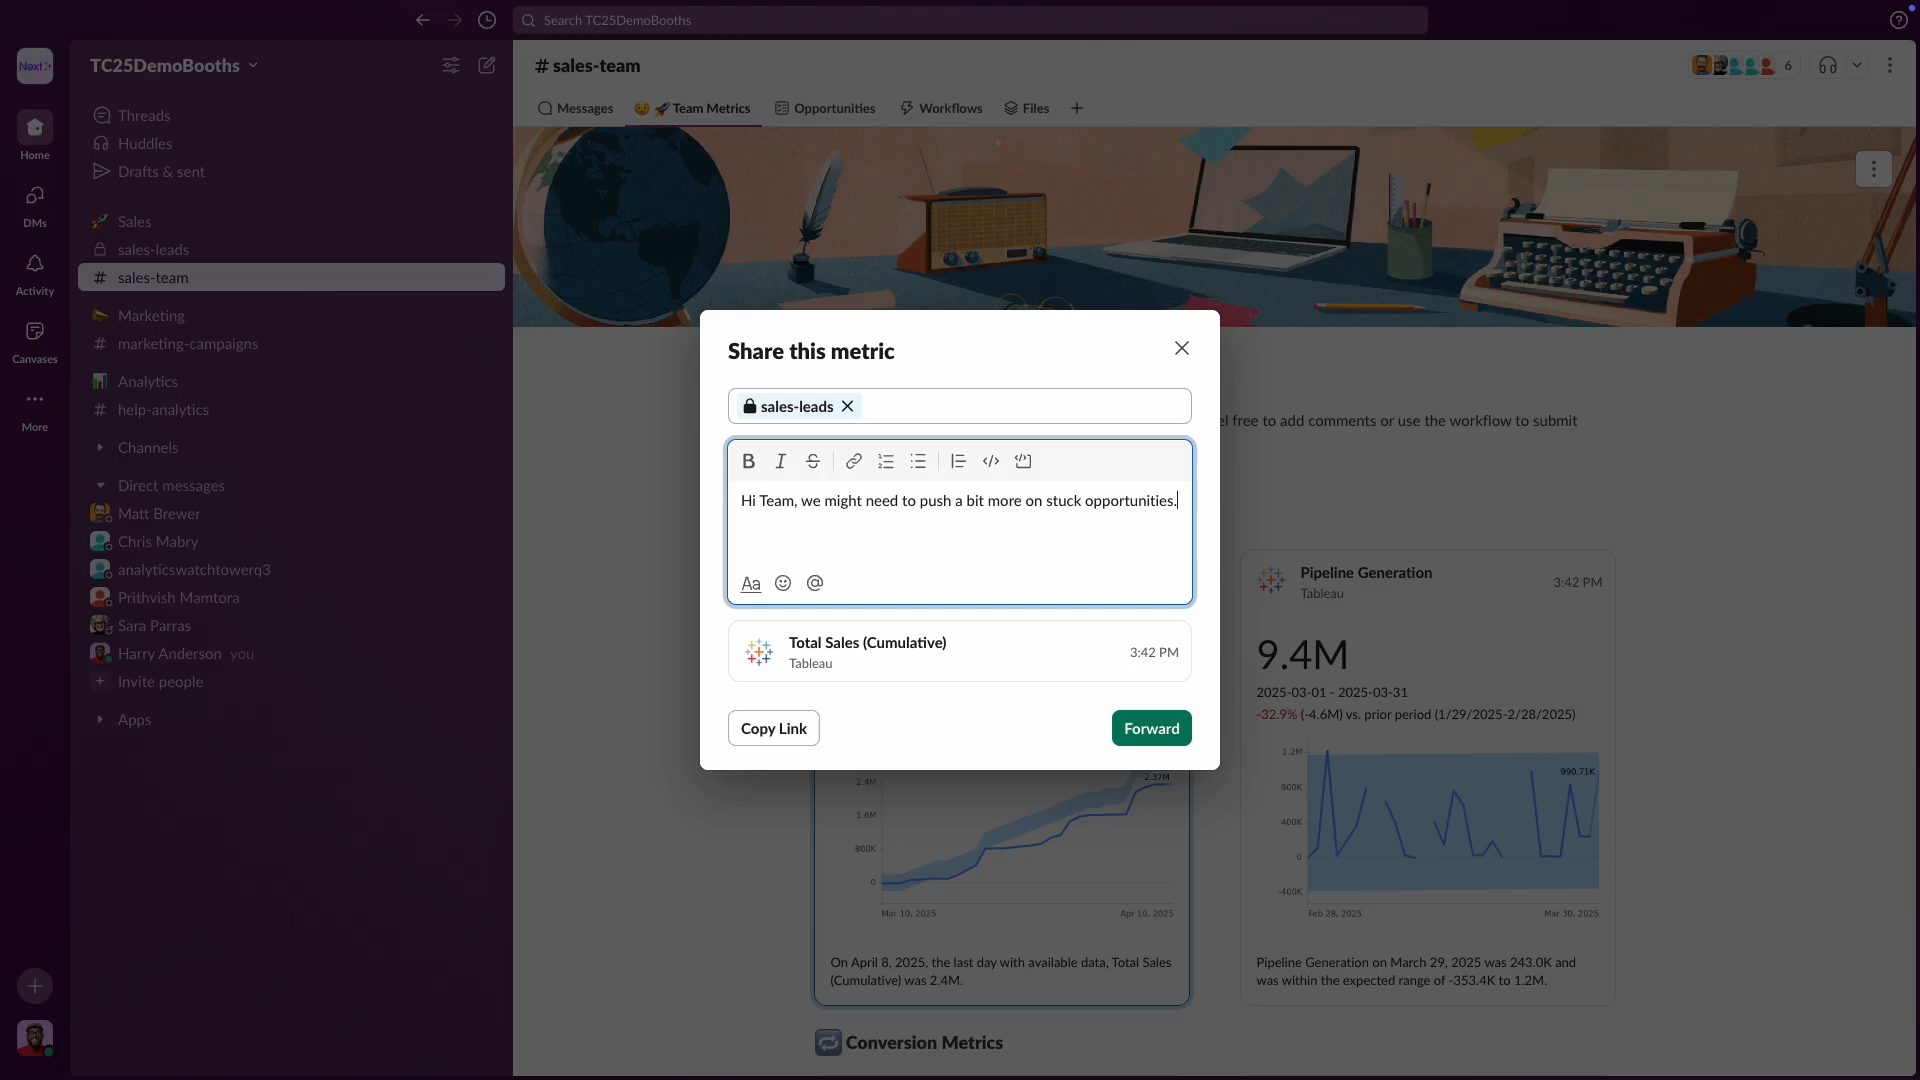 Search TC25DemoBooths
Next
TC25DemoBooths
Home
DMs
Activity
Canvases
More
Threads
Huddles
Drafts & sent
Sales
sales-leads
# sales-team
Marketing
# marketing-campaigns
Analytics
# help-analytics
Channels
Direct messages
Matt Brewer
Chris Mabry
analyticswatchtowerq3
Prithvish Mamtora
Sara Parras
Harry Anderson you
+ Invite people
Apps
# sales-team
6
Messages
Team Metrics
Opportunities
Workflows
Files
Share this metric
sales-leads
B I S
Hi Team, we might need to push a bit more on stuck opportunities.
Aa
Total Sales (Cumulative)
Tableau
3:42 PM
Copy Link
Forward
el free to add comments or use the workflow to submit
2.37M
2.4M
1.6M
800K
0
Mar 10, 2025
Apr 10, 2025
On April 8, 2025, the last day with available data, Total Sales
(Cumulative) was 2.4M.
Pipeline Generation
Tableau
3:42 PM
9.4M
2025-03-01 - 2025-03-31
-32.9% (-4.6M) vs. prior period (1/29/2025-2/28/2025)
1.2M
990.71K
800K
400K
0
-400K
Feb 28, 2025
Mar 30, 2025
Pipeline Generation on March 29, 2025 was 243.0K and
was within the expected range of -353.4K to 1.2M.
Conversion Metrics